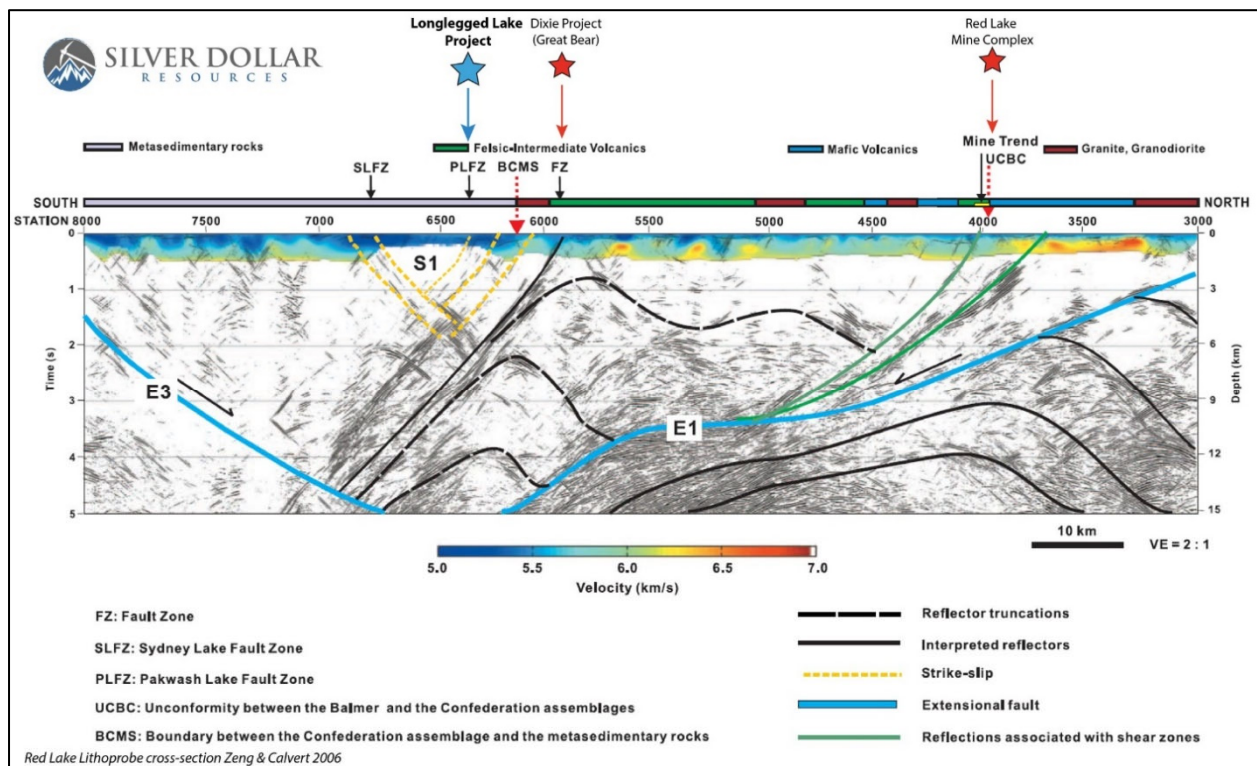 SILVER DOLLAR
RESOURCES
Longlegged Lake
Project
Dixie Project
(Great Bear)
Red Lake
Mine Complex
Metasedimentary rocks
Felsic-Intermediate Volcanics
Mafic Volcanics
Mine Trend
UCBC
Granite, Granodiorite
SLFZ
PLFZ
BCMS
FZ
SOUTH
NORTH
STATION 8000 7500 7000 6500 6000 5500 5000 4500 4000 3500 3000
Time (s)
0
1
2
3
4
5
S1
E3
E1
0
3
6
9
12
15
Depth (km)
10 km
VE = 2 : 1
5.0 5.5 6.0 6.5 7.0
Velocity (km/s)
FZ: Fault Zone
SLFZ: Sydney Lake Fault Zone
PLFZ: Pakwash Lake Fault Zone
UCBC: Unconformity between the Balmer and the Confederation assemblages
BCMS: Boundary between the Confederation assemblage and the metasedimentary rocks
Reflector truncations
Interpreted reflectors
Strike-slip
Extensional fault
Reflections associated with shear zones
Red Lake Lithoprobe cross-section Zeng & Calvert 2006